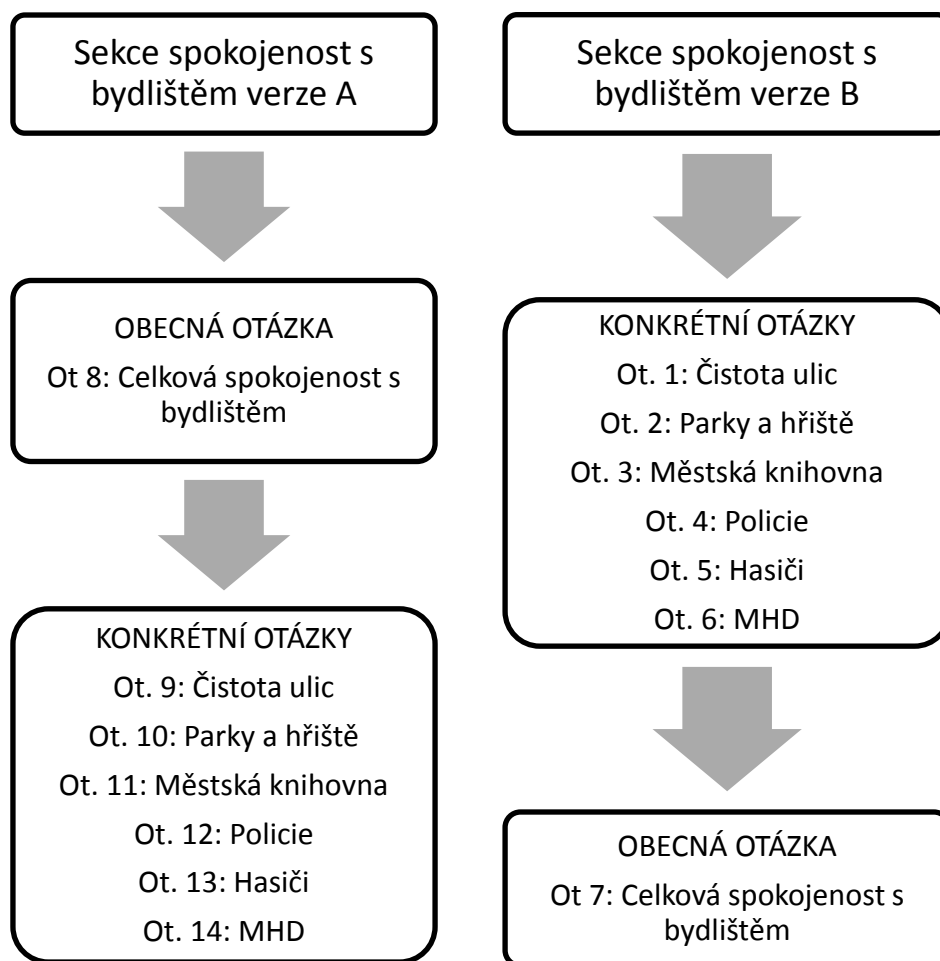 Sekce spokojenost s
bydlištěm verze A
OBECNÁ OTÁZKA
Ot 8: Celková spokojenost s
bydlištěm
KONKRÉTNÍ OTÁZKY
Ot. 9: Čistota ulic
Ot. 10: Parky a hřiště
Ot. 11: Městská knihovna
Ot. 12: Policie
Ot. 13: Hasiči
Ot. 14: MHD
Sekce spokojenost s
bydlištěm verze B
KONKRÉTNÍ OTÁZKY
Ot. 1: Čistota ulic
Ot. 2: Parky a hřiště
Ot. 3: Městská knihovna
Ot. 4: Policie
Ot. 5: Hasiči
Ot. 6: MHD
OBECNÁ OTÁZKA
Ot 7: Celková spokojenost s
bydlištěm